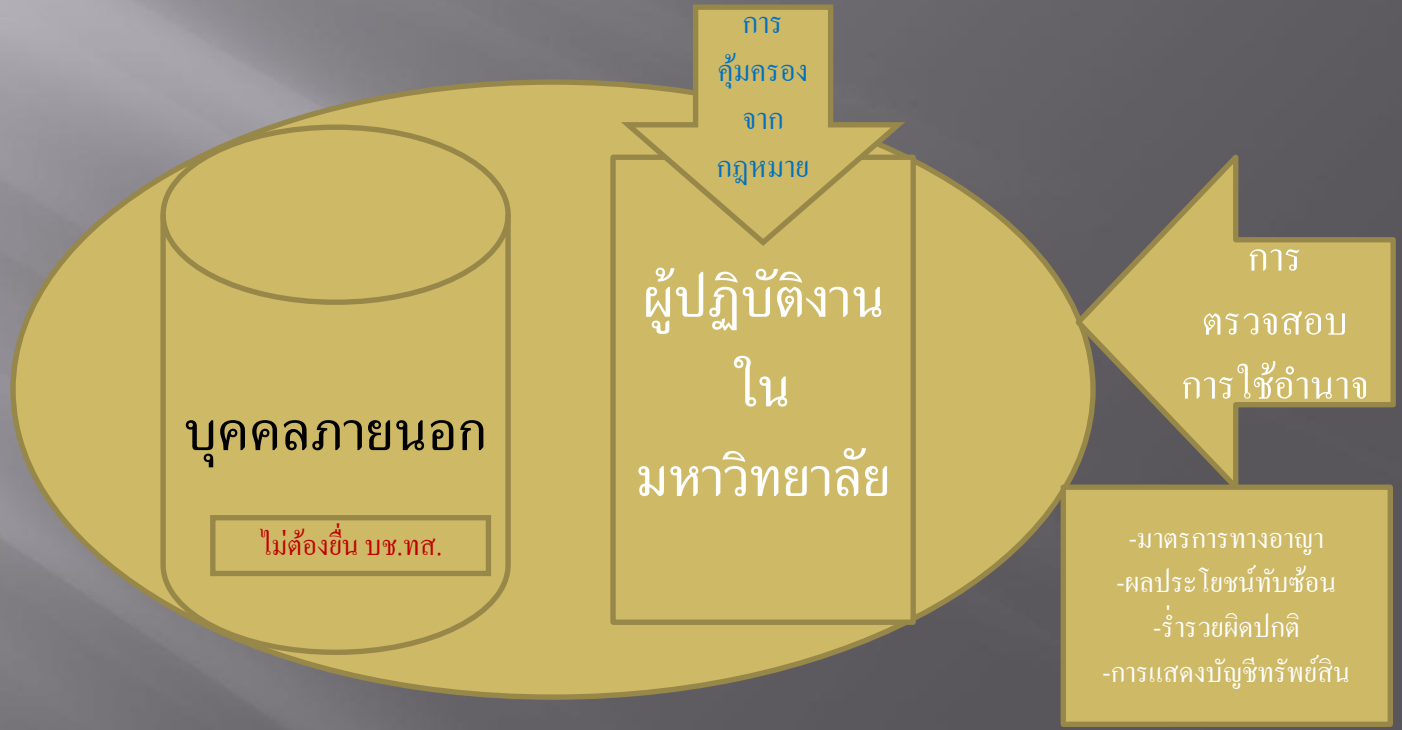 การ
คุ้มครอง
จาก
กฎหมาย
ผู้ปฏิบัติงาน
ใน
มหาวิทยาลัย
บุคคลภายนอก
ไม่ต้องยื่น บช.ทส.
การ
ตรวจสอบ
การใช้อำนาจ
-มาตรการทางอาญา
-ผลประโยชน์ทับซ้อน
-ร่ำรวยผิดปกติ
-การแสดงบัญชีทรัพย์สิน